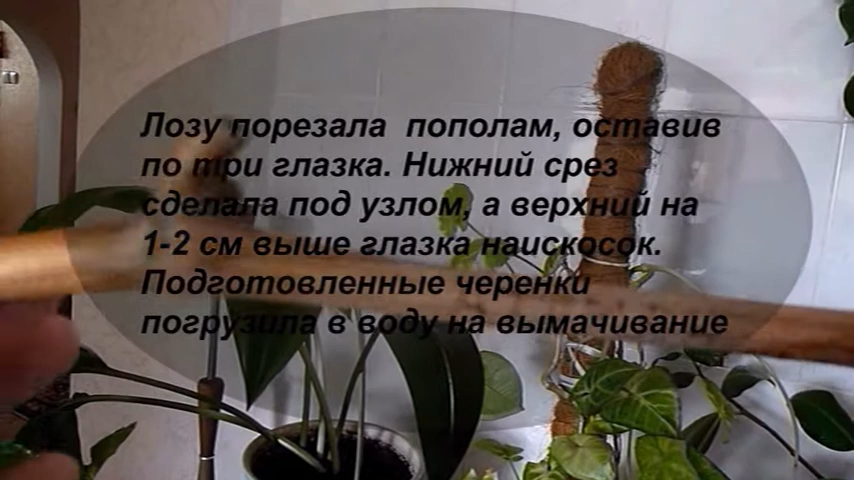 Лозу порезала пополам, оставив
по три глазка. Нижний срез
сделала под узлом, а верхний на
1-2 см выше глазка наискосок.
Подготовленные черенки
погрузила в воду на вымачивание